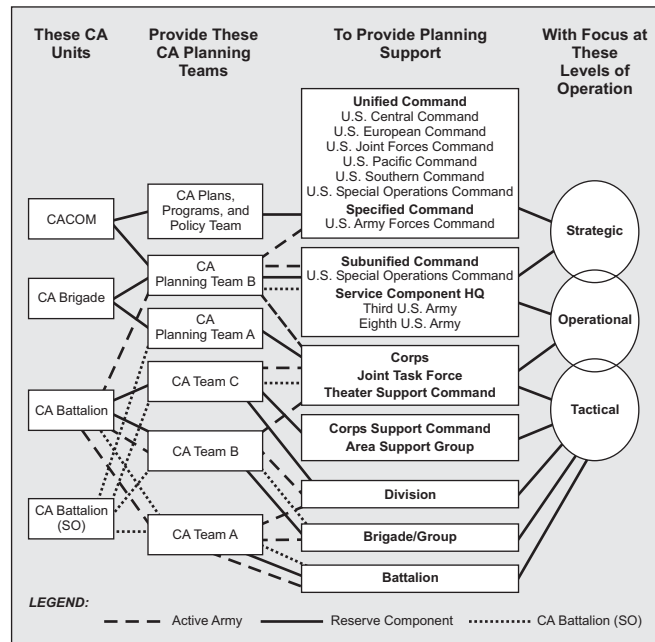 These CA
Units
Provide These
CA Planning
Teams
To Provide Planning
Support
With Focus at
These
Levels of
Operation
CACOM
CA Brigade
CA Battalion
CA Battalion
(SO)
CA Plans,
Programs, and
Policy Team
CA
Planning Team B
CA
Planning Team A
CA Team C
CA Team B
CA Team A
Unified Command
U.S. Central Command
U.S. European Command
U.S. Joint Forces Command
U.S. Pacific Command
U.S. Southern Command
U.S. Special Operations Command
Specified Command
U.S. Army Forces Command
Subunified Command
U.S. Special Operations Command
Service Component HQ
Third U.S. Army
Eighth U.S. Army
Corps
Joint Task Force
Theater Support Command
Corps Support Command
Area Support Group
Division
Brigade/Group
Battalion
Strategic
Operational
Tactical
LEGEND:
Active Army
Reserve Component
CA Battalion (SO)